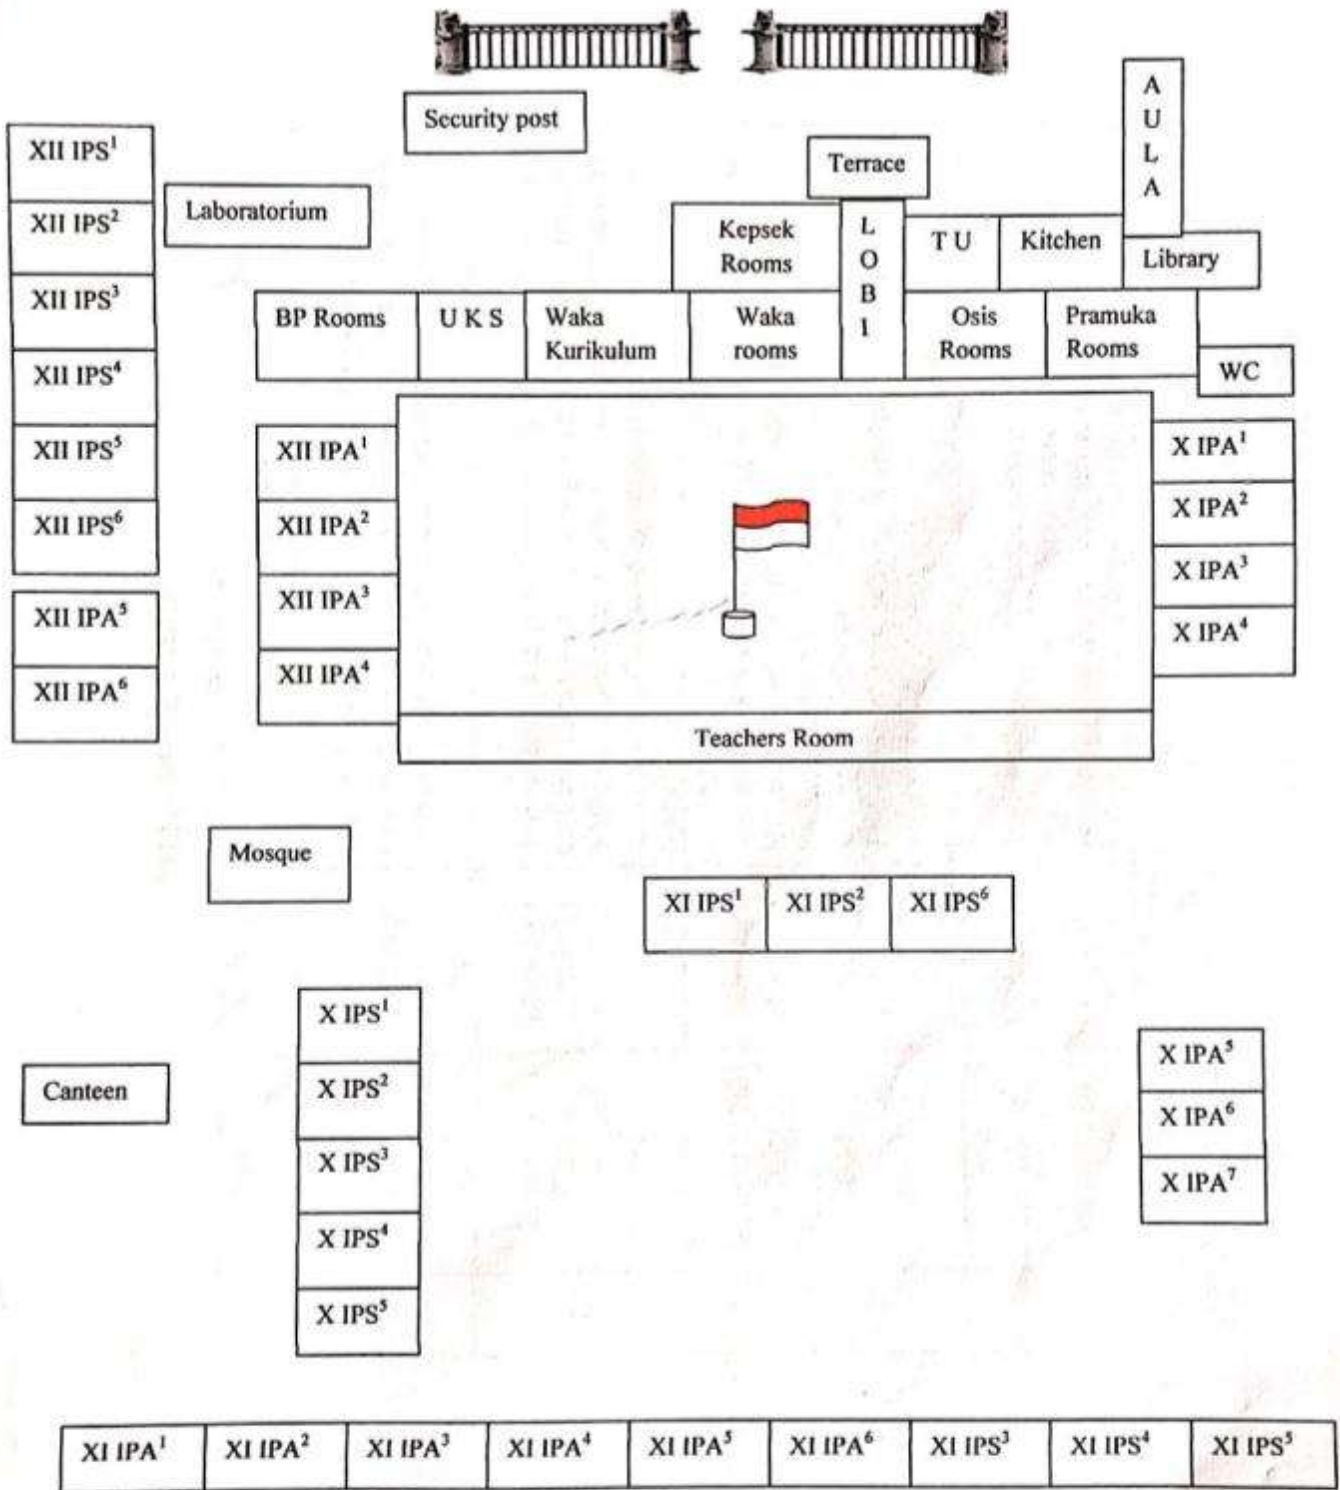 Security post
A
U
L
A
XII IPS¹
XII IPS²
XII IPS³
XII IPS⁴
XII IPS⁵
XII IPS⁶
XII IPA⁵
XII IPA⁶
Laboratorium
Terrace
Kepsek
Rooms
L
O
B
I
T U
Kitchen
Library
BP Rooms
U K S
Waka
Kurikulum
Waka
rooms
Osis
Rooms
Pramuka
Rooms
WC
XII IPA¹
XII IPA²
XII IPA³
XII IPA⁴
X IPA¹
X IPA²
X IPA³
X IPA⁴
Teachers Room
Mosque
XI IPS¹
XI IPS²
XI IPS⁶
X IPS¹
X IPS²
X IPS³
X IPS⁴
X IPS⁵
Canteen
X IPA⁵
X IPA⁶
X IPA⁷
XI IPA¹
XI IPA²
XI IPA³
XI IPA⁴
XI IPA⁵
XI IPA⁶
XI IPS³
XI IPS⁴
XI IPS⁵